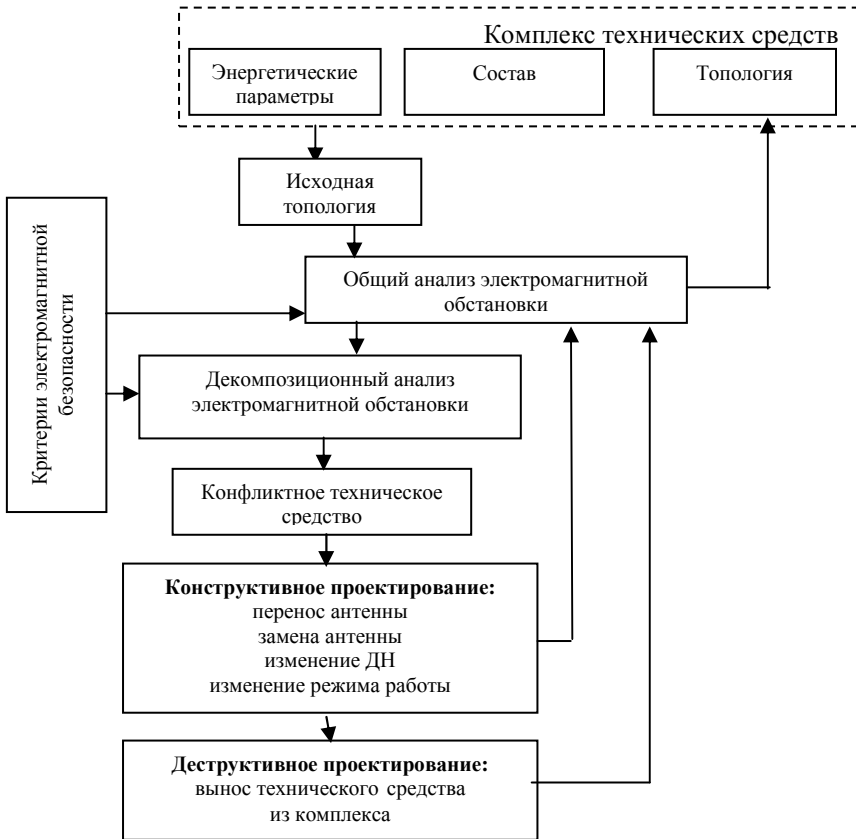 Комплекс технических средств
Энергетические
параметры
Состав
Топология
Исходная
топология
Критерии электромагнитной
безопасности
Общий анализ электромагнитной
обстановки
Декомпозиционный анализ
электромагнитной обстановки
Конфликтное техническое
средство
Конструктивное проектирование:
перенос антенны
замена антенны
изменение ДН
изменение режима работы
Деструктивное проектирование:
вынос технического средства
из комплекса